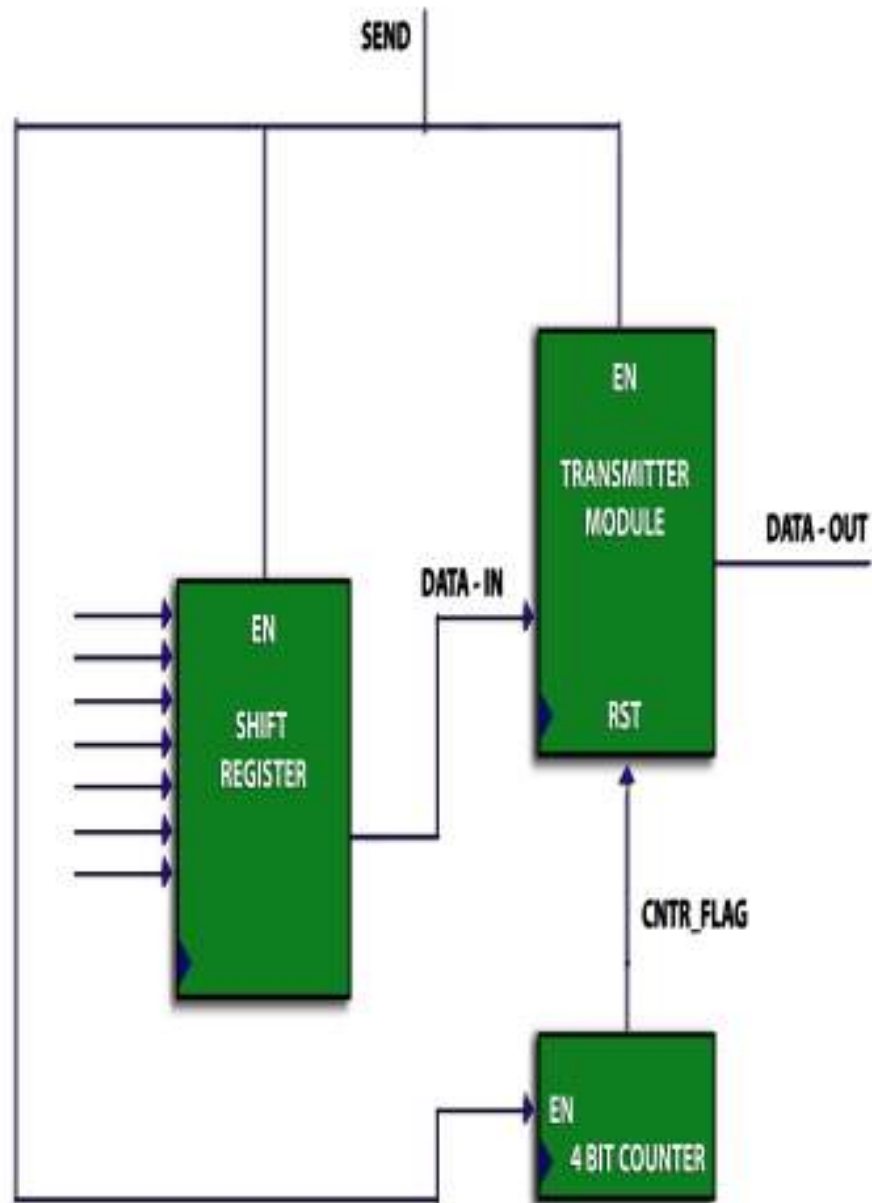 SEND
EN
TRANSMITTER
MODULE
DATA - OUT
DATA - IN
EN
SHIFT
REGISTER
RST
CNTR_FLAG
EN
4 BIT COUNTER